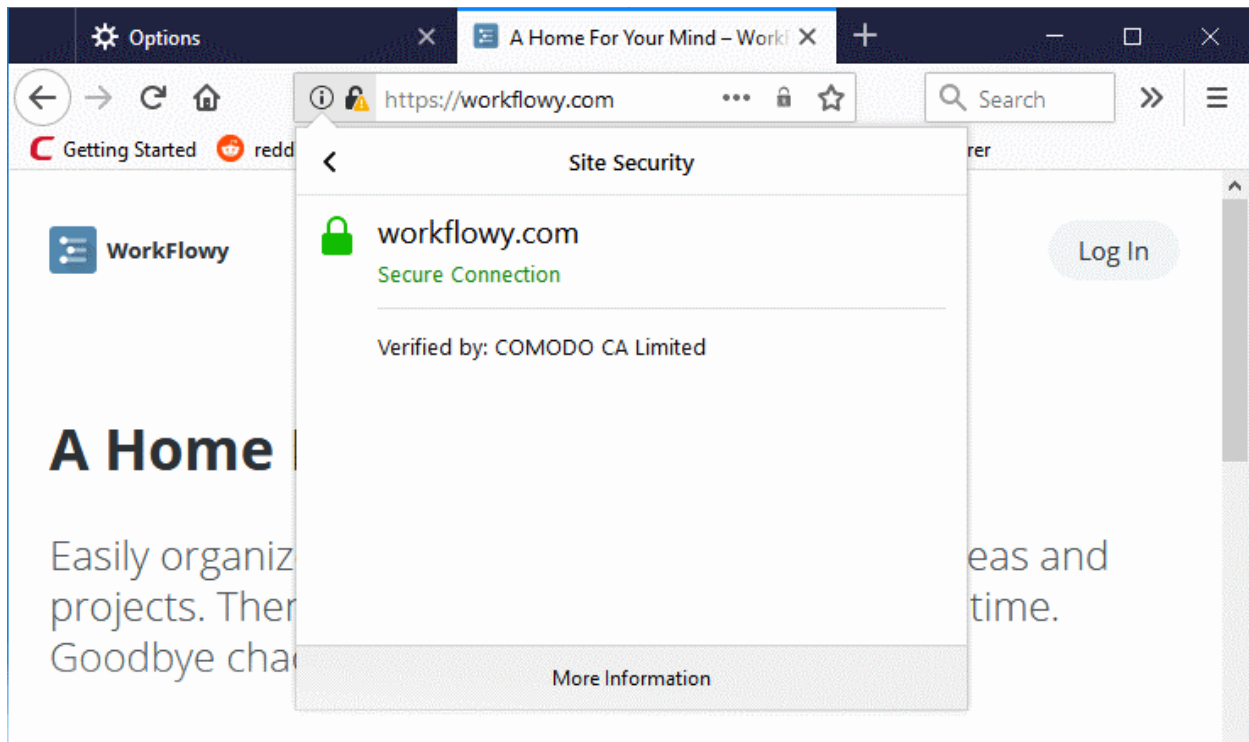 Options
A Home For Your Mind – Work
https://workflowy.com
Search
Getting Started
redd
rer
Site Security
WorkFlowy
workflowy.com
Log In
Secure Connection
Verified by: COMODO CA Limited
A Home
Easily organiz eas and
projects. Ther time.
Goodbye cha
More Information